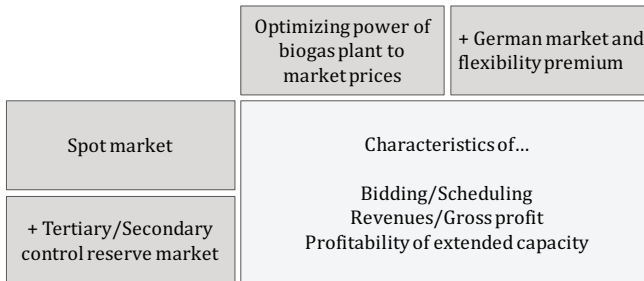 Optimizing power of
biogas plant to
market prices
+ German market and
flexibility premium
Spot market
Characteristics of...
Bidding/Scheduling
Revenues/Gross profit
Profitability of extended capacity
+ Tertiary/Secondary
control reserve market